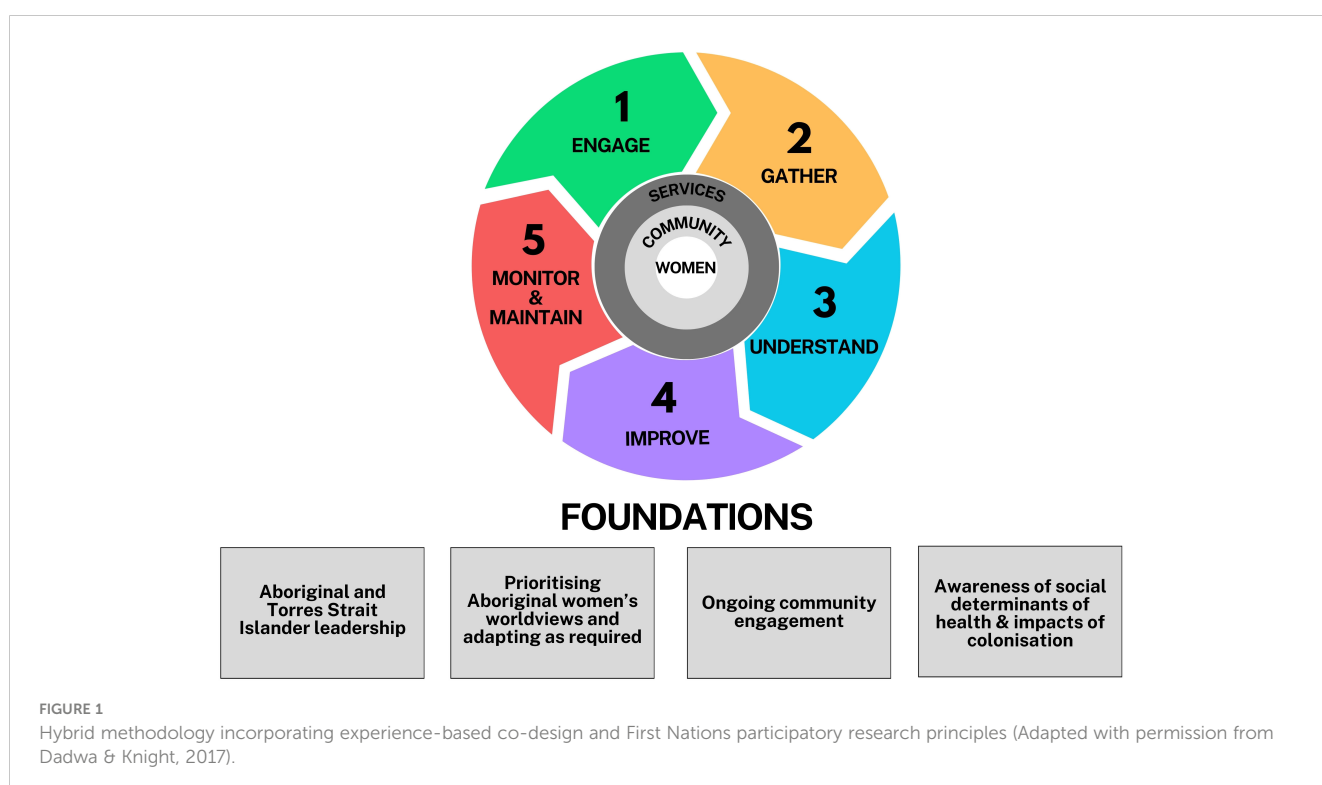 1
ENGAGE
2
GATHER
3
UNDERSTAND
4
IMPROVE
5
MONITOR
&
MAINTAIN
SERVICES
COMMUNITY
WOMEN
FOUNDATIONS
Aboriginal and
Torres Strait
Islander leadership
Prioritising
Aboriginal women's
worldviews and
adapting as required
Ongoing community
engagement
Awareness of social
determinants of
health & impacts of
colonisation
FIGURE 1
Hybrid methodology incorporating experience-based co-design and First Nations participatory research principles (Adapted with permission from
Dadwa & Knight, 2017).